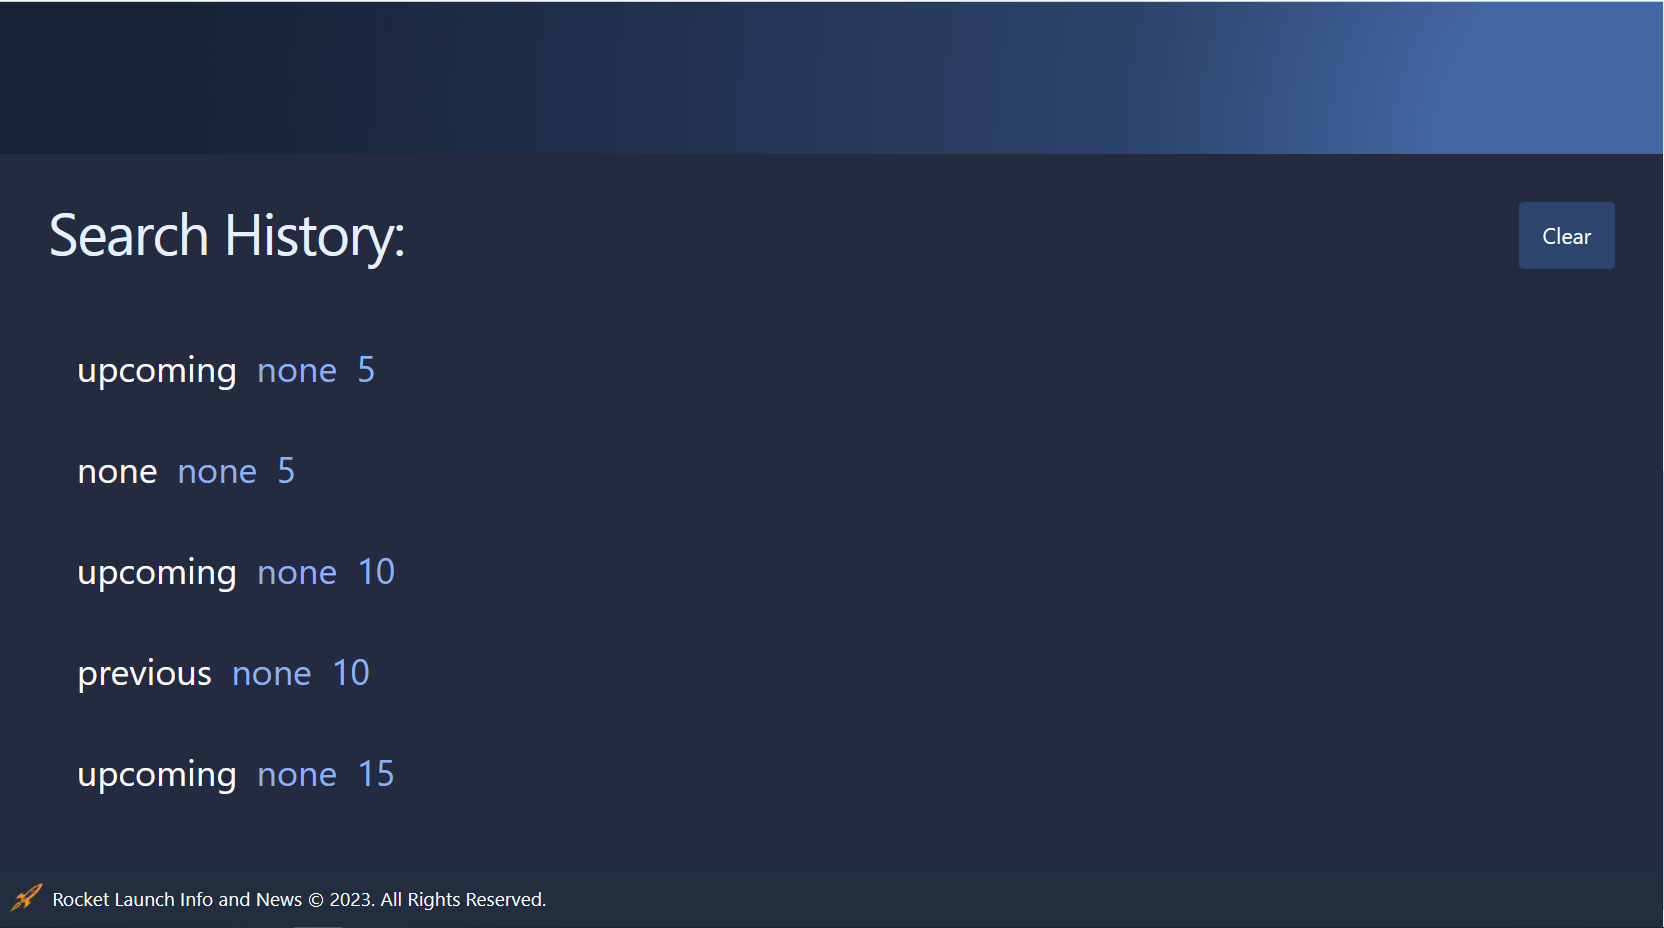 Search History:
Clear
upcoming none 5
none none 5
upcoming none 10
previous none 10
upcoming none 15
Rocket Launch Info and News © 2023. All Rights Reserved.